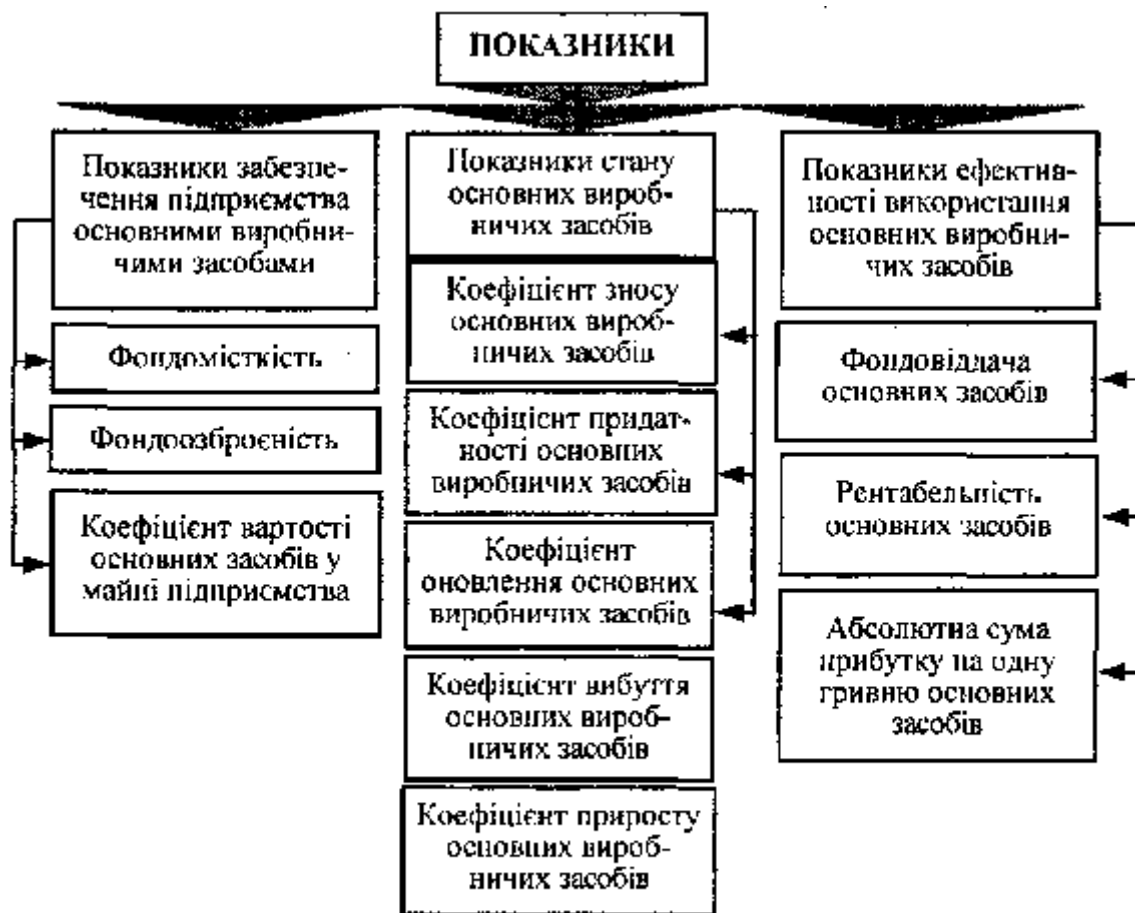 ПОКАЗНИКИ
Показники забезпе-
чення підприємства
основними виробни-
чими засобами
Фондомісткість
Фондоозброєність
Коефіцієнт вартості
основних засобів у
майні підприємства
Показники стану
основних вироб-
ничих засобів
Коефіцієнт зносу
основних вироб-
ничих засобів
Коефіцієнт придат-
ності основних
виробничих засобів
Коефіцієнт
оновлення основних
виробничих засобів
Коефіцієнт вибуття
основних вироб-
ничих засобів
Коефіцієнт приросту
основних вироб-
ничих засобів
Показники ефектив-
ності використання
основних виробни-
чих засобів
Фондовіддача
основних засобів
Рентабельність
основних засобів
Абсолютна сума
прибутку на одну
гривню основних
засобів